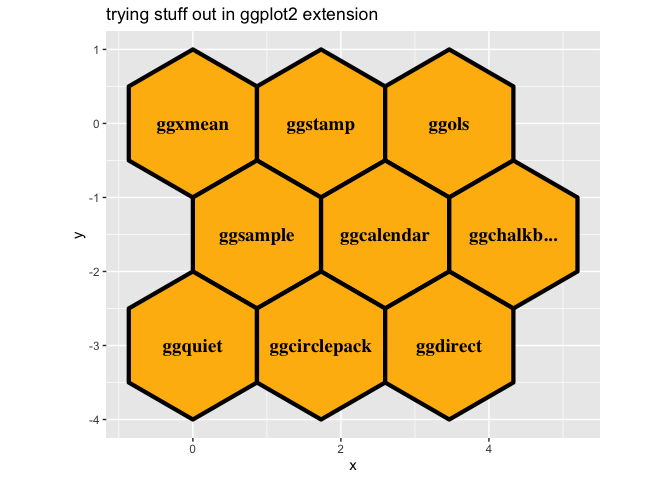 trying stuff out in ggplot2 extension
1
ggxmean ggstamp ggols
0
-1
ggsample ggcalendar ggchalkb...
y
-2
ggquiet ggcirclepack ggdirect
-3
-4
0 2 4
x